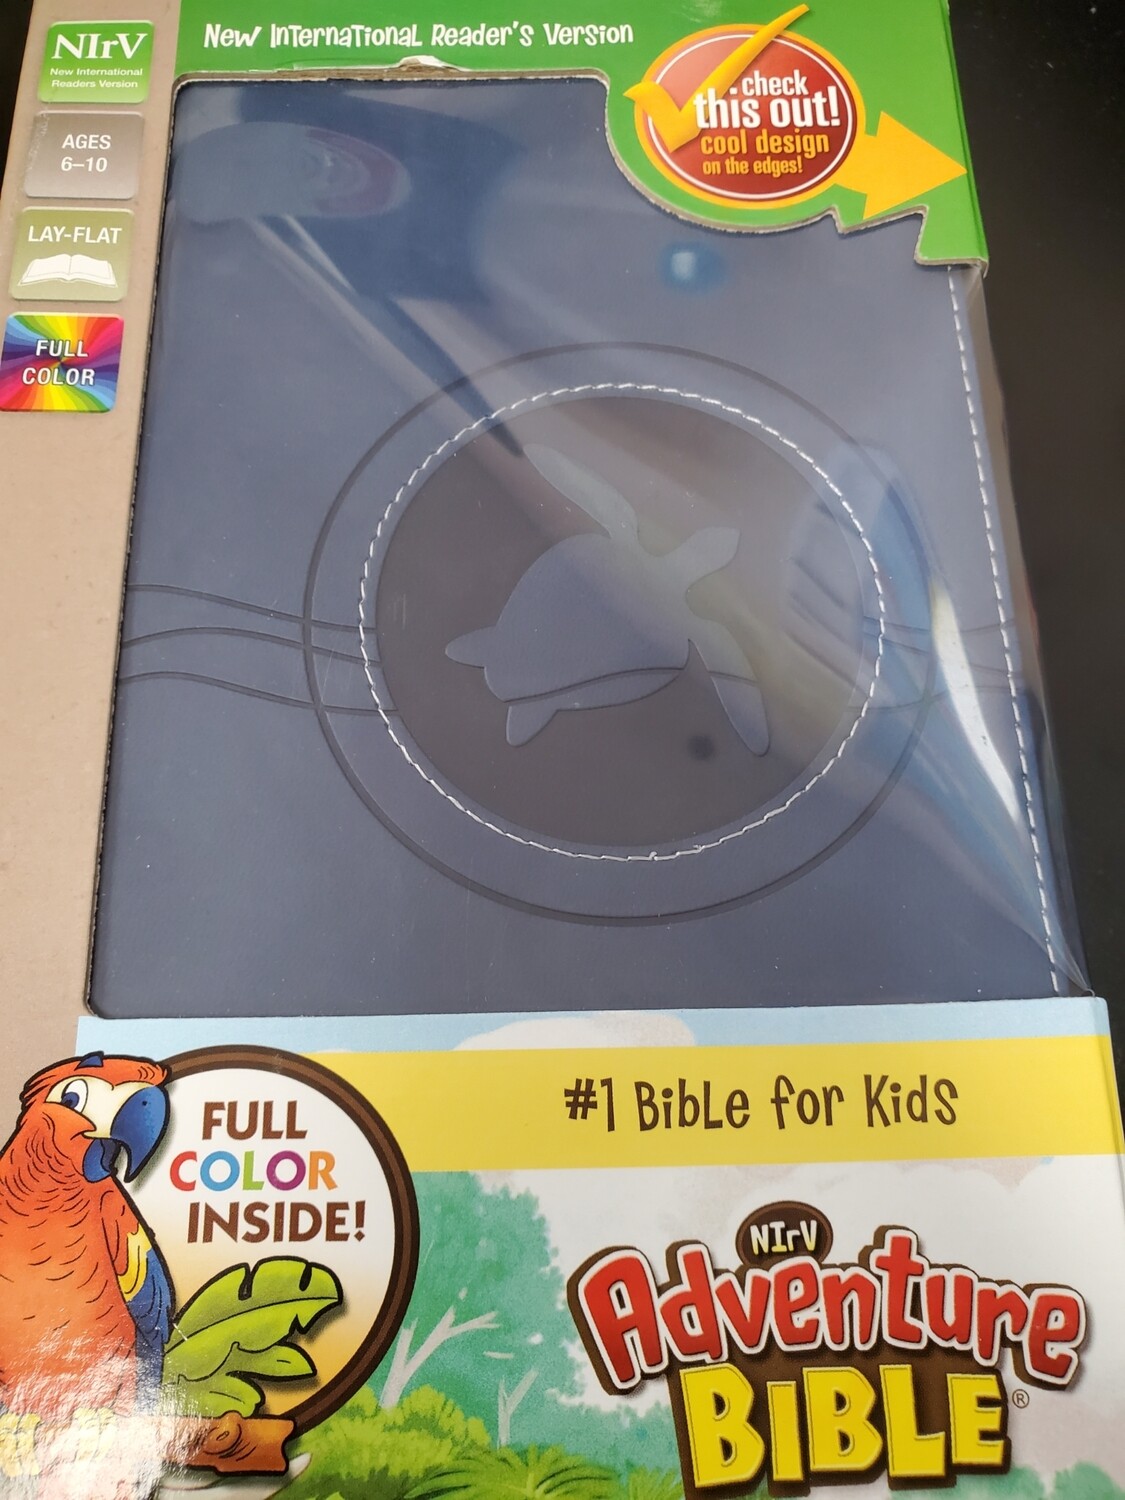 NIrV
New International
Readers Version
New International Reader's Version
check
this out!
cool design
on the edges!
AGES
6–10
LAY-FLAT
FULL
COLOR
#1 Bible for Kids
FULL
COLOR
INSIDE!
NIrV
Adventure
BIBLE®